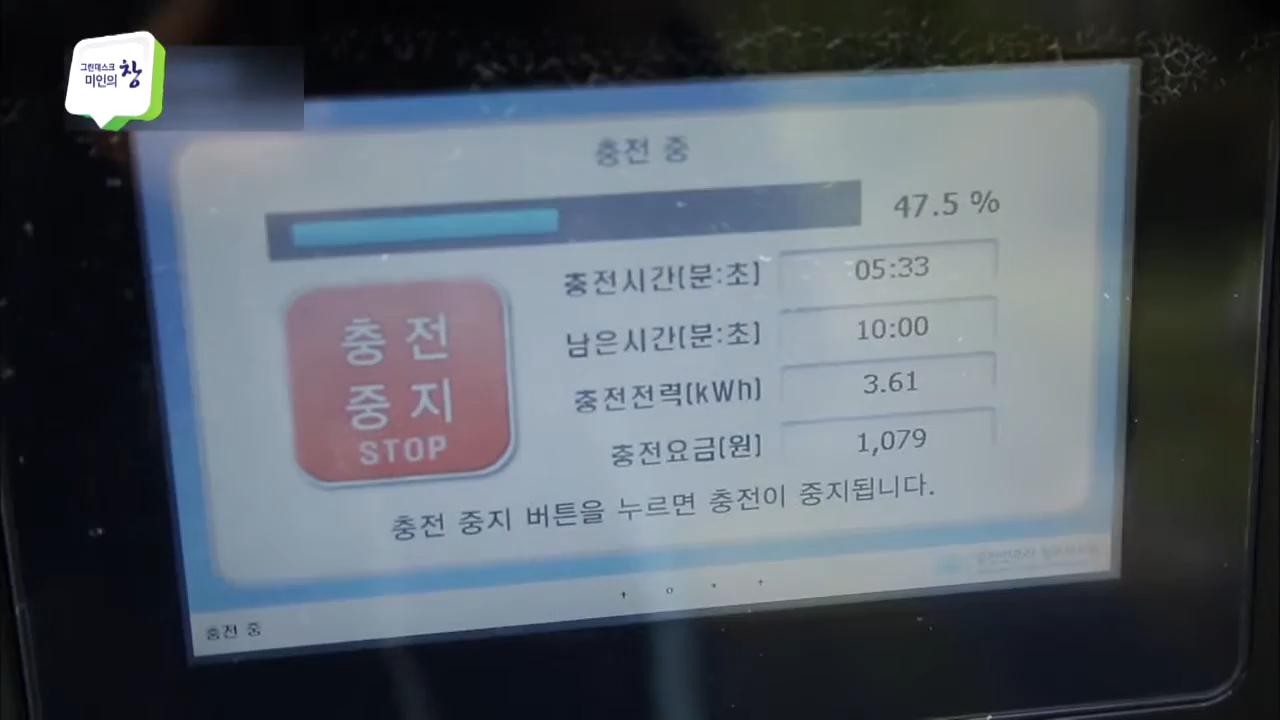 그린데스크
미인의 창
충전 중
47.5 %
충전시간(분:초) 05:33
남은시간(분:초) 10:00
충전전력(kWh) 3.61
충전요금(원) 1,079
충전
중지
STOP
충전 중지 버튼을 누르면 충전이 중지됩니다.
충전 중